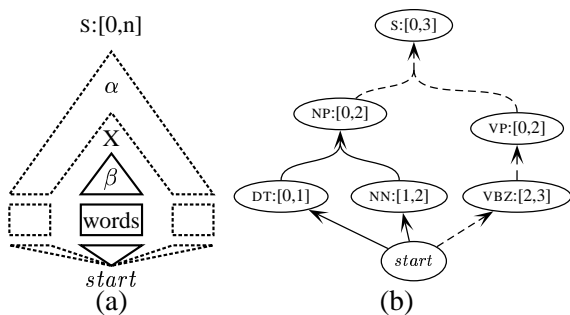 S:[0,n]
α
X
β
words
start
(a)
S:[0,3]
NP:[0,2]
VP:[0,2]
DT:[0,1]
NN:[1,2]
VBZ:[2,3]
start
(b)